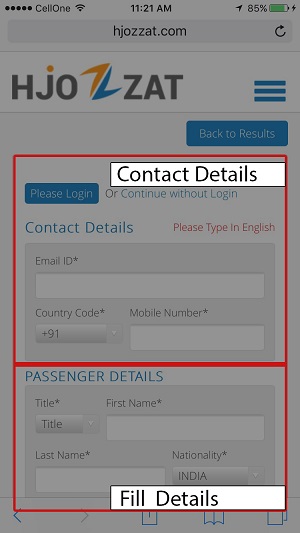 CellOne 11:21 AM 85%
hjozzat.com
HJOZZAT
Back to Results
Contact Details
Please Login Or Continue without Login
Contact Details Please Type In English
Email ID*
Country Code* Mobile Number*
+91
PASSENGER DETAILS
Title* First Name*
Title
Last Name* Nationality*
INDIA
Fill Details